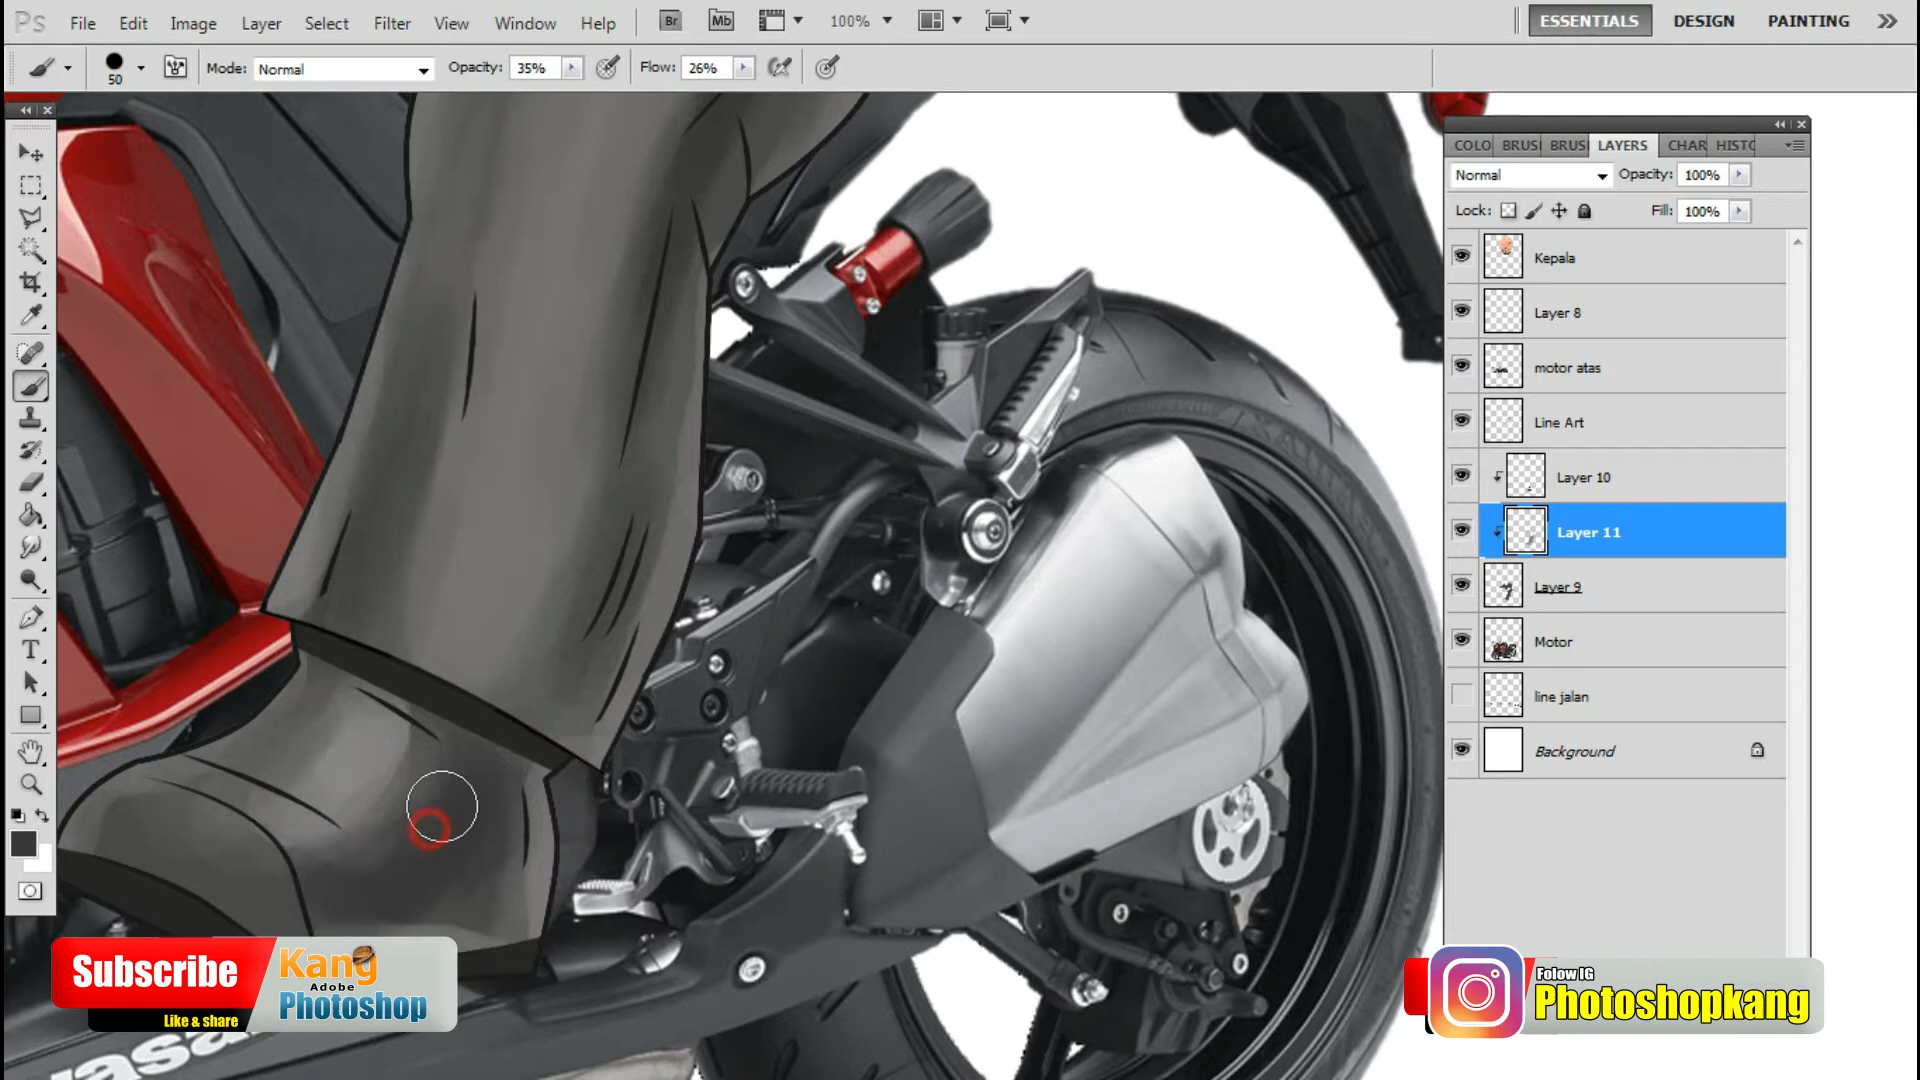 Ps File Edit Image Layer Select Filter View Window Help Br Mb 100% ESSENTIALS DESIGN PAINTING
50 Mode: Normal Opacity: 35% Flow: 26%
COLO BRUSI BRUSI LAYERS CHAR HISTO
Normal Opacity: 100%
Lock: Fill: 100%
Kepala
Layer 8
motor atas
Line Art
Layer 10
Layer 11
Layer 9
Motor
line jalan
Background
T
Subscribe
Like & share
Kang
Adobe
Photoshop
Folow IG
Photoshopkang